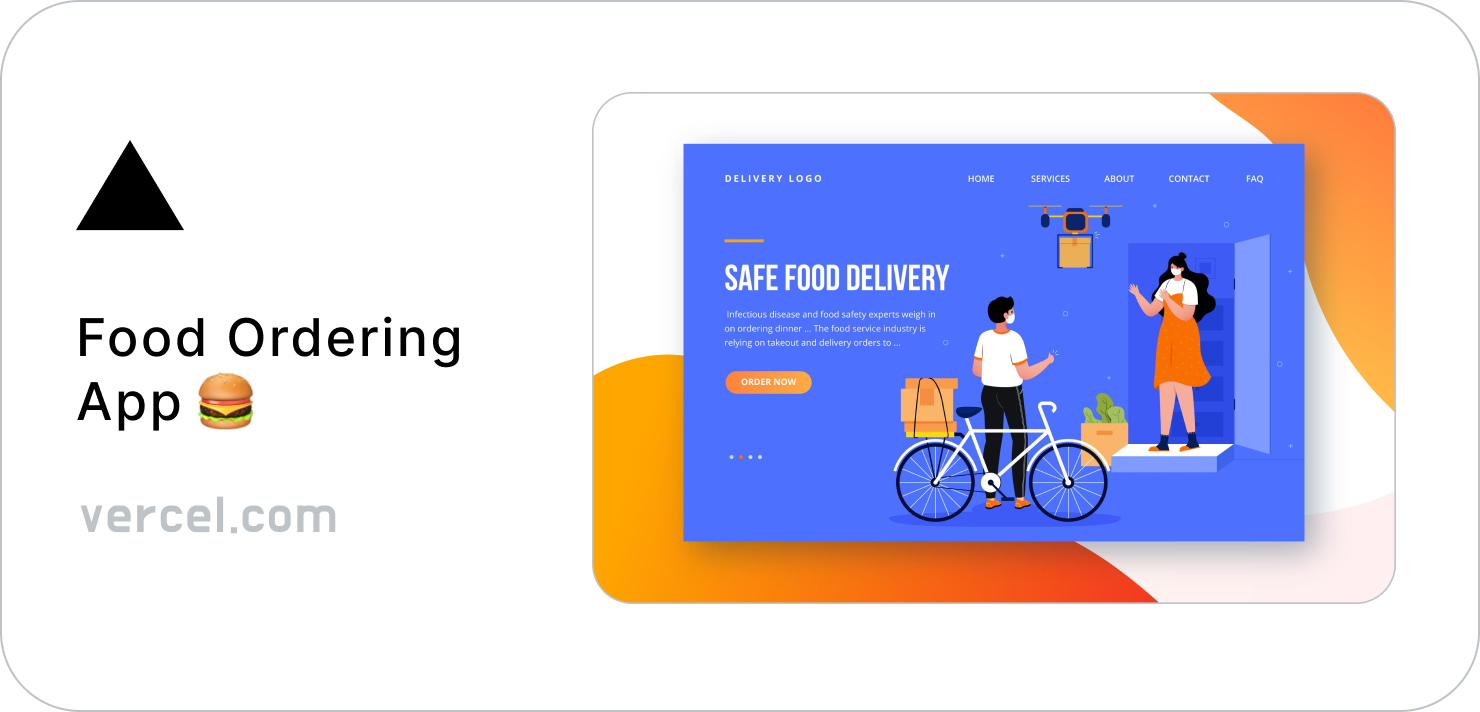 Food Ordering
App 🍔
vercel.com
DELIVERY LOGO
HOME SERVICES ABOUT CONTACT FAQ
SAFE FOOD DELIVERY
Infectious disease and food safety experts weigh in
on ordering dinner ... The food service industry is
relying on takeout and delivery orders to ...
ORDER NOW